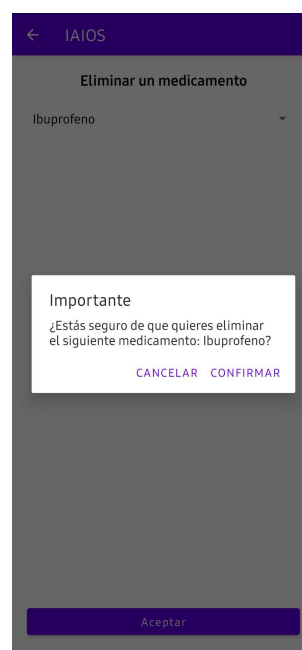 IAIOS
Eliminar un medicamento
Ibuprofeno
Importante
¿Estás seguro de que quieres eliminar
el siguiente medicamento: Ibuprofeno?
CANCELAR CONFIRMAR
Aceptar